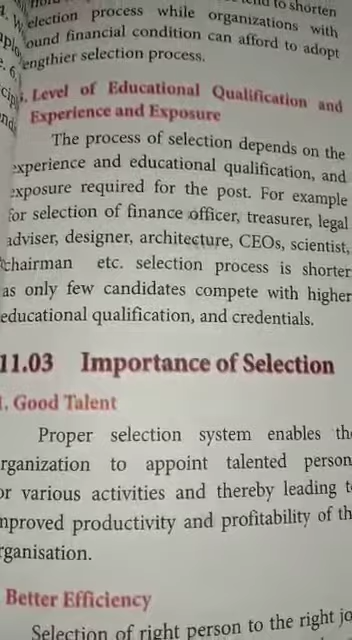 to shorten
election process while organizations with
ound financial condition can afford to adopt
engthier selection process.
Level of Educational Qualification and
Experience and Exposure
The process of selection depends on the
experience and educational qualification, and
exposure required for the post. For example
for selection of finance officer, treasurer, legal
adviser, designer, architecture, CEOs, scientist,
chairman etc. selection process is shorter
as only few candidates compete with higher
educational qualification, and credentials.
11.03 Importance of Selection
1. Good Talent
Proper selection system enables the
rganization to appoint talented person
or various activities and thereby leading t
mproved productivity and profitability of th
rganisation.
Better Efficiency
Selection of right person to the right jo